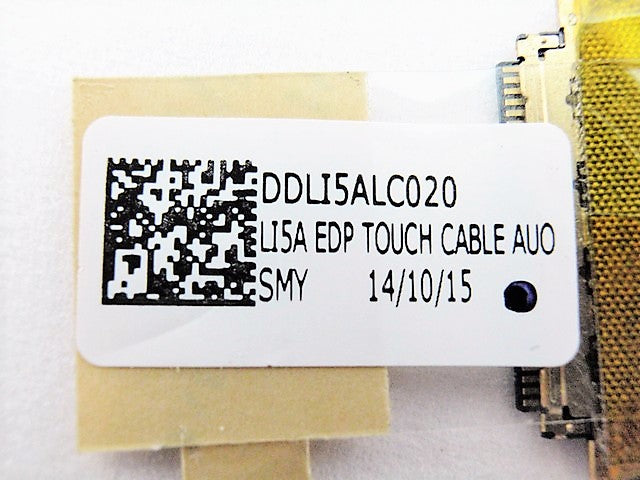 DDLI5ALC020
LI5A EDP TOUCH CABLE AUO
SMY 14/10/15